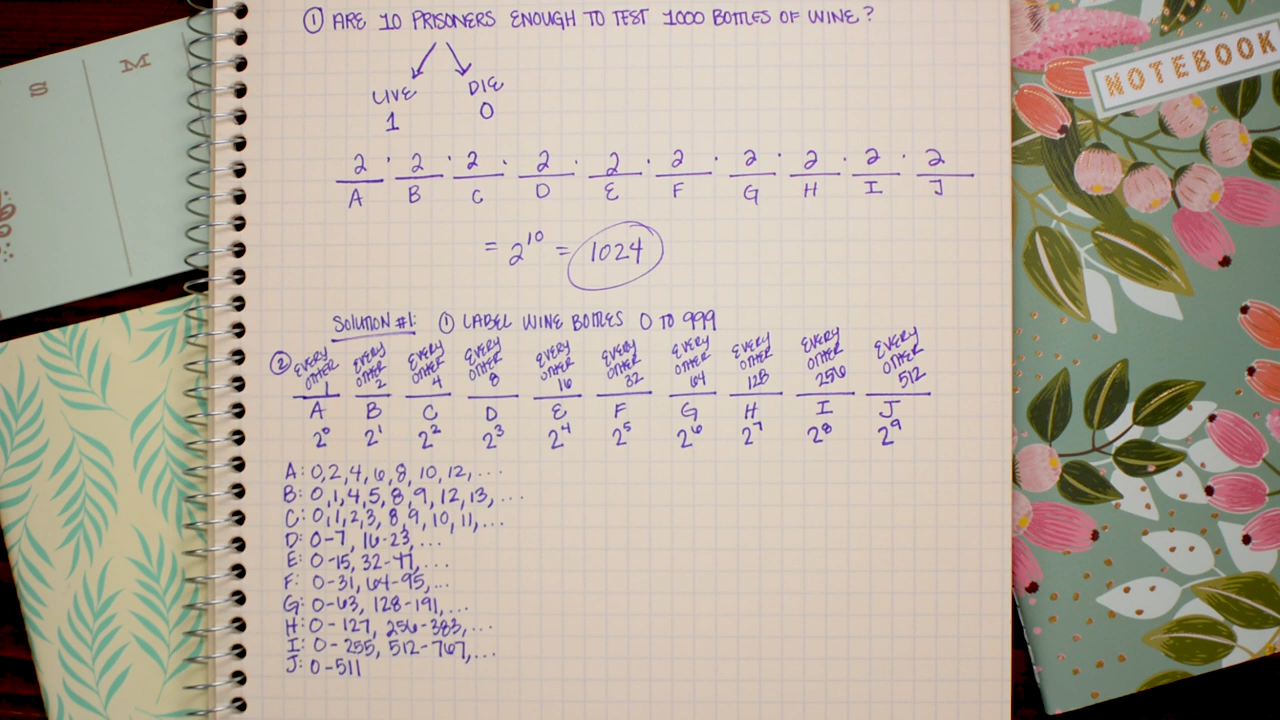 S M
NOTEBOOK
① ARE 10 PRISONERS ENOUGH TO TEST 1000 BOTTLES OF WINE?
LIVE DIE
1 0
2 · 2 · 2 · 2 · 2 · 2 · 2 · 2 · 2 · 2
A B C D E F G H I J
= 2^10 = 1024
SOLUTION #1: ① LABEL WINE BOTTLES 0 TO 999
② EVERY OTHER 1 EVERY OTHER 2 EVERY OTHER 4 EVERY OTHER 8 EVERY OTHER 16 EVERY OTHER 32 EVERY OTHER 64 EVERY OTHER 128 EVERY OTHER 256 EVERY OTHER 512
A B C D E F G H I J
2^0 2^1 2^2 2^3 2^4 2^5 2^6 2^7 2^8 2^9
A: 0, 2, 4, 6, 8, 10, 12, ...
B: 0, 1, 4, 5, 8, 9, 12, 13, ...
C: 0, 1, 2, 3, 8, 9, 10, 11, ...
D: 0-7, 16-23, ...
E: 0-15, 32-47, ...
F: 0-31, 64-95, ...
G: 0-63, 128-191, ...
H: 0-127, 256-383, ...
I: 0-255, 512-767, ...
J: 0-511